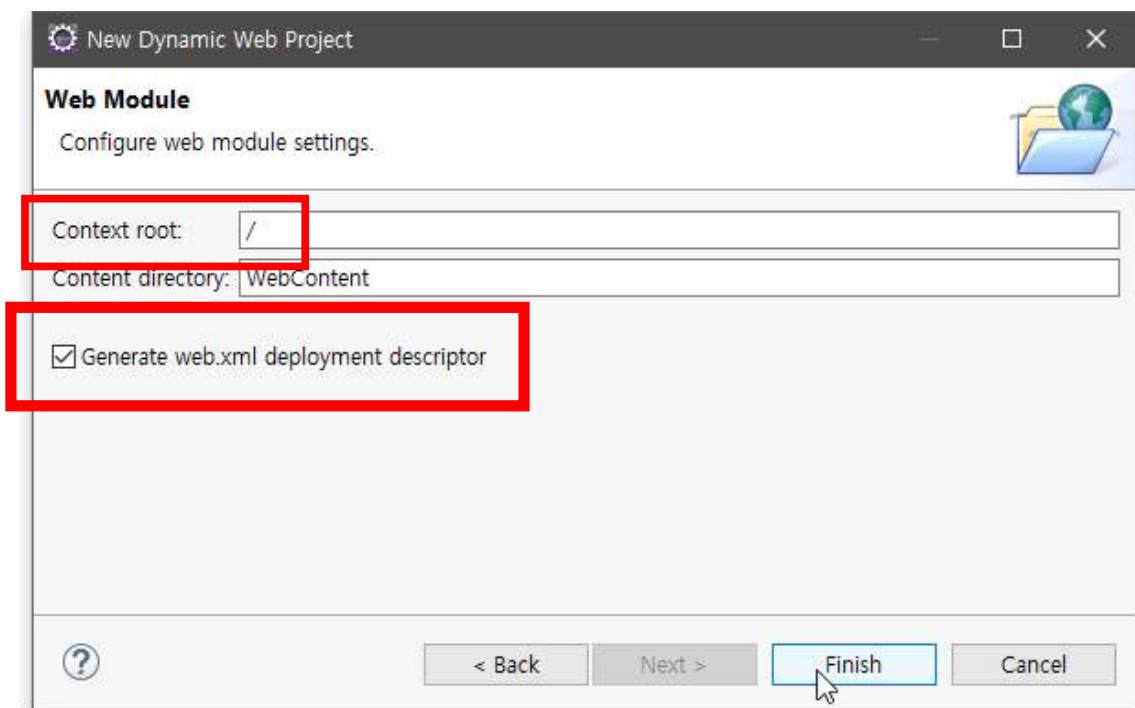 New Dynamic Web Project
Web Module
Configure web module settings.
Context root: /
Content directory: WebContent
Generate web.xml deployment descriptor
? < Back Next > Finish Cancel